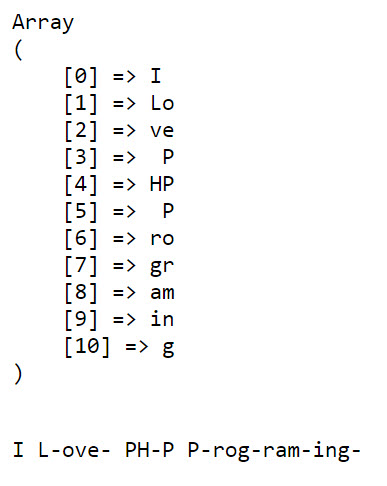 Array
(
    [0] => I
    [1] => Lo
    [2] => ve
    [3] =>  P
    [4] => HP
    [5] =>  P
    [6] => ro
    [7] => gr
    [8] => am
    [9] => in
    [10] => g
)
I L-ove- PH-P P-rog-ram-ing-